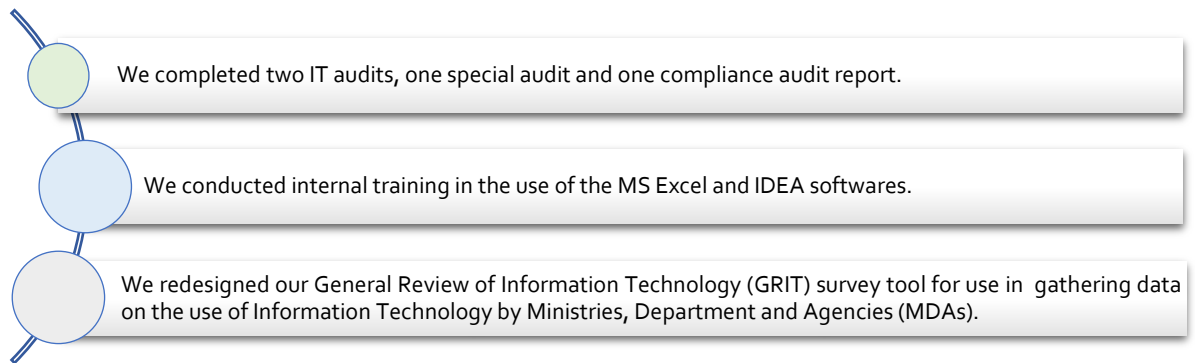 We completed two IT audits, one special audit and one compliance audit report.
We conducted internal training in the use of the MS Excel and IDEA softwares.
We redesigned our General Review of Information Technology (GRIT) survey tool for use in gathering data
on the use of Information Technology by Ministries, Department and Agencies (MDAs).